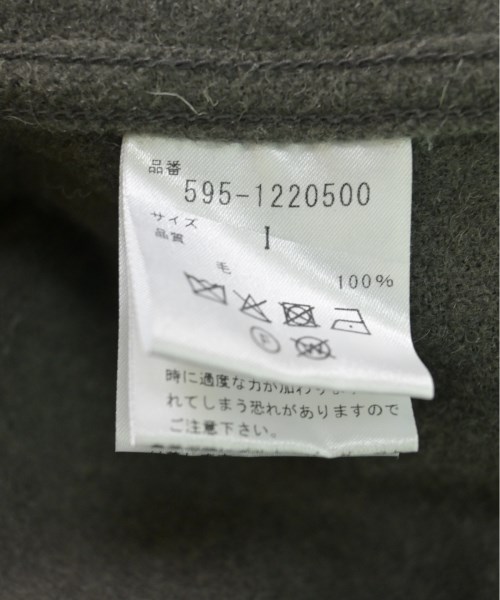 品番
595-1220500
サイズ I
品質
毛
100%
F W
時に過度な力が加わり
れてしまう恐れがありますので
ご注意下さい。